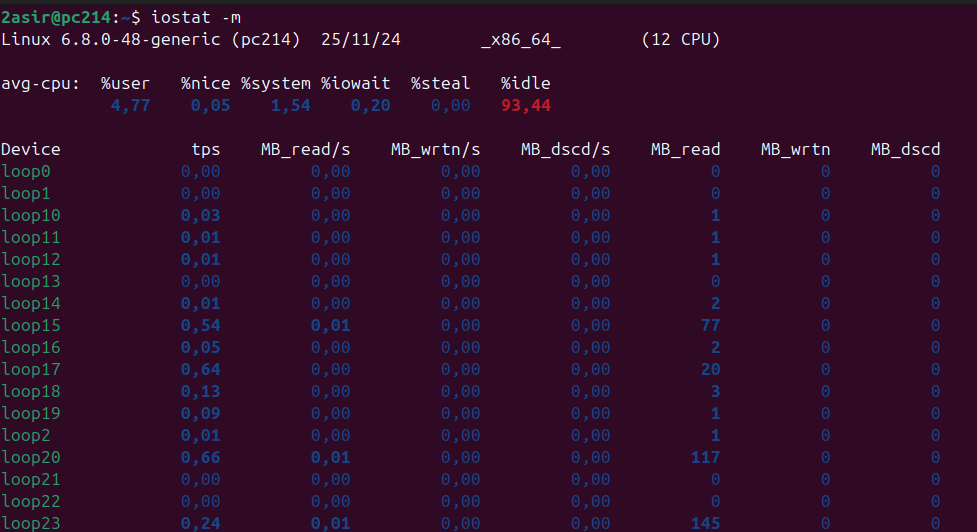 2asir@pc214:~$ iostat -m
Linux 6.8.0-48-generic (pc214) 25/11/24 _x86_64_ (12 CPU)
avg-cpu: %user %nice %system %iowait %steal %idle
4,77 0,05 1,54 0,20 0,00 93,44
Device tps MB_read/s MB_wrtn/s MB_dscd/s MB_read MB_wrtn MB_dscd
loop0 0,00 0,00 0,00 0,00 0 0 0
loop1 0,00 0,00 0,00 0,00 0 0 0
loop10 0,03 0,00 0,00 0,00 1 0 0
loop11 0,01 0,00 0,00 0,00 1 0 0
loop12 0,01 0,00 0,00 0,00 1 0 0
loop13 0,00 0,00 0,00 0,00 0 0 0
loop14 0,01 0,00 0,00 0,00 2 0 0
loop15 0,54 0,01 0,00 0,00 77 0 0
loop16 0,05 0,00 0,00 0,00 2 0 0
loop17 0,64 0,00 0,00 0,00 20 0 0
loop18 0,13 0,00 0,00 0,00 3 0 0
loop19 0,09 0,00 0,00 0,00 1 0 0
loop2 0,01 0,00 0,00 0,00 1 0 0
loop20 0,66 0,01 0,00 0,00 117 0 0
loop21 0,00 0,00 0,00 0,00 0 0 0
loop22 0,00 0,00 0,00 0,00 0 0 0
loop23 0,24 0,01 0,00 0,00 145 0 0